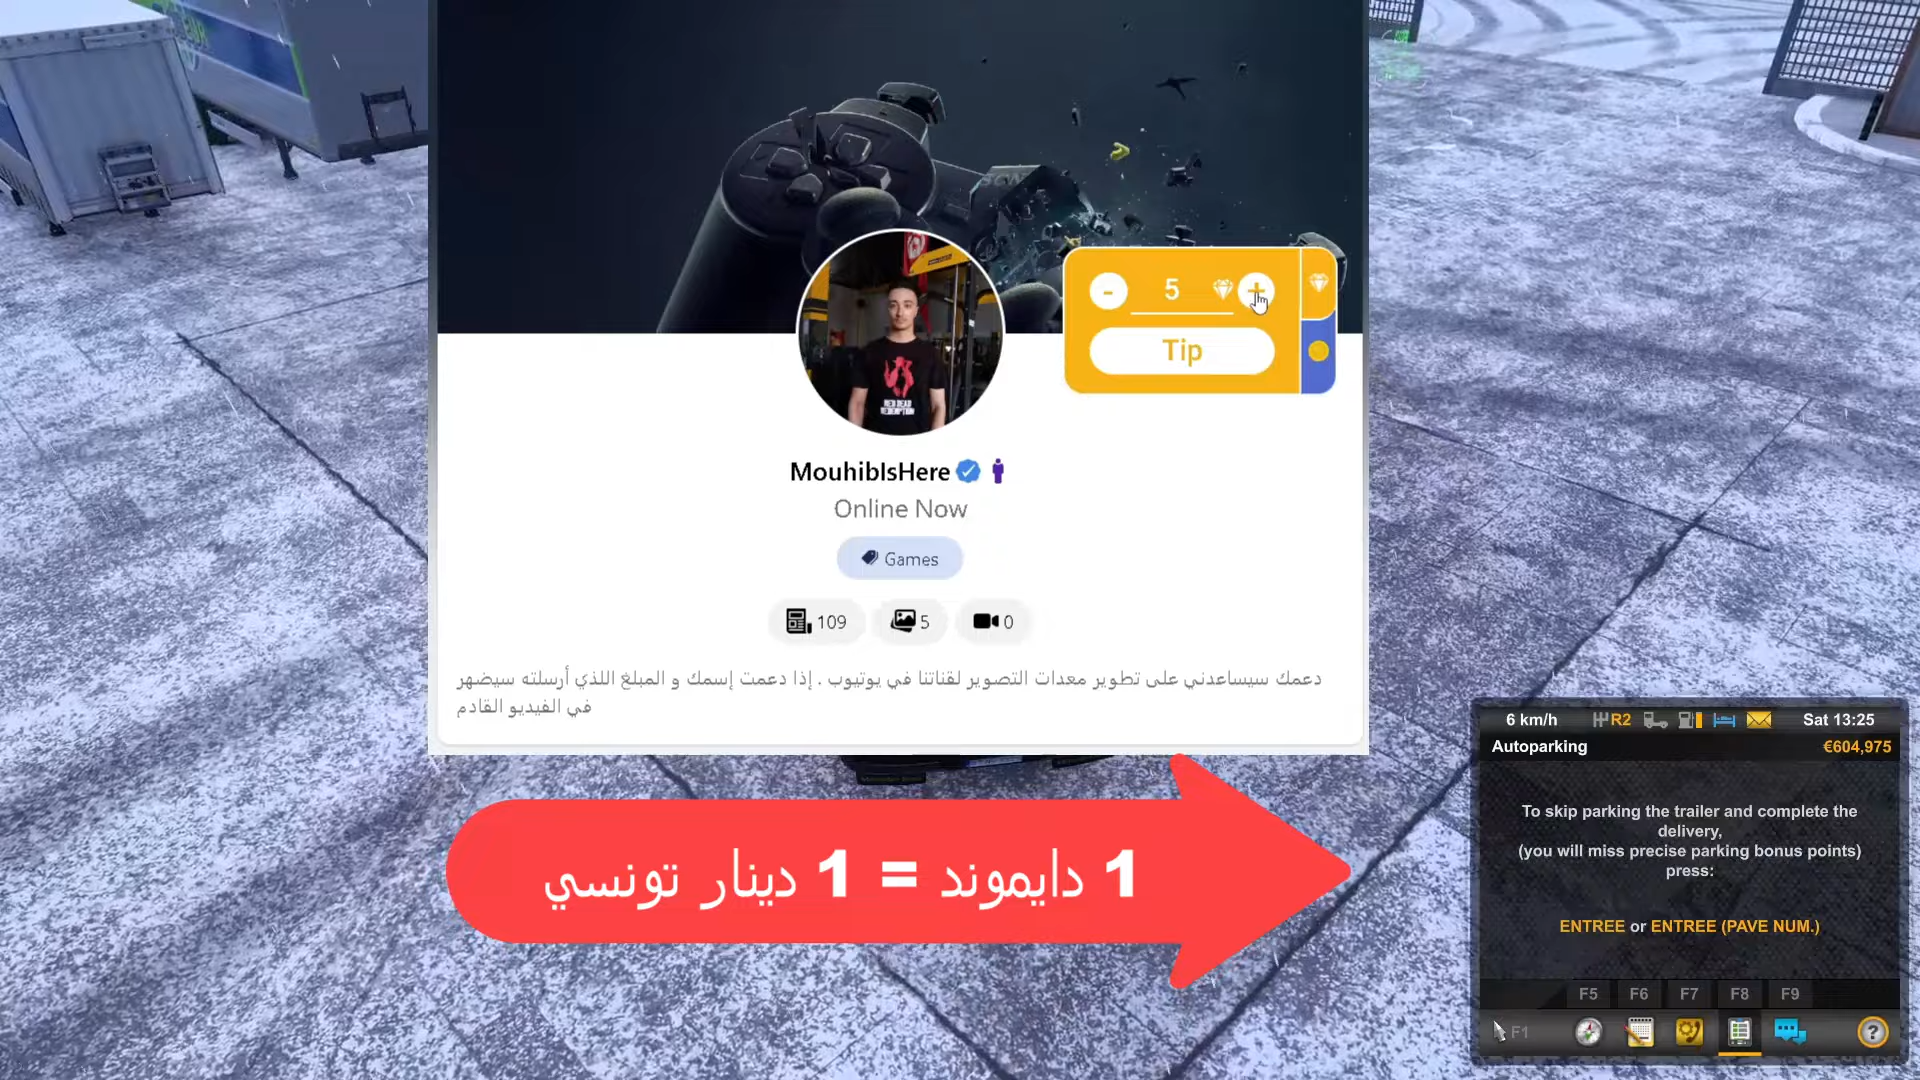 5
Tip
RED DEAD
REDEMPTION
MouhibIsHere
Online Now
Games
109
5
0
دعمك سيساعدني على تطوير معدات التصوير لقناتنا في يوتيوب . إذا دعمت إسمك و المبلغ اللذي أرسلته سيضهر
في الفيديو القادم
1 دايموند = 1 دينار تونسي
6 km/h
R2
Sat 13:25
Autoparking
€604,975
To skip parking the trailer and complete the
delivery,
(you will miss precise parking bonus points)
press:
ENTREE or ENTREE (PAVE NUM.)
F5 F6 F7 F8 F9
F1
?